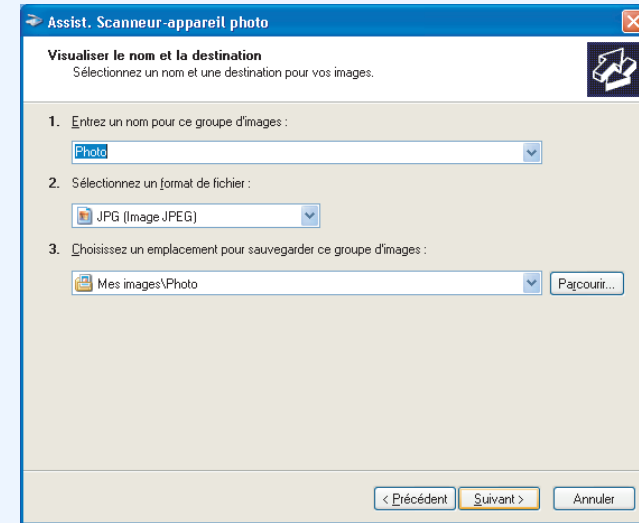 Assist. Scanneur-appareil photo
Visualiser le nom et la destination
Sélectionnez un nom et une destination pour vos images.
1. Entrez un nom pour ce groupe d'images :
Photo
2. Sélectionnez un format de fichier :
JPG (Image JPEG)
3. Choisissez un emplacement pour sauvegarder ce groupe d'images :
Mes images\Photo Parcourir...
< Précédent Suivant > Annuler